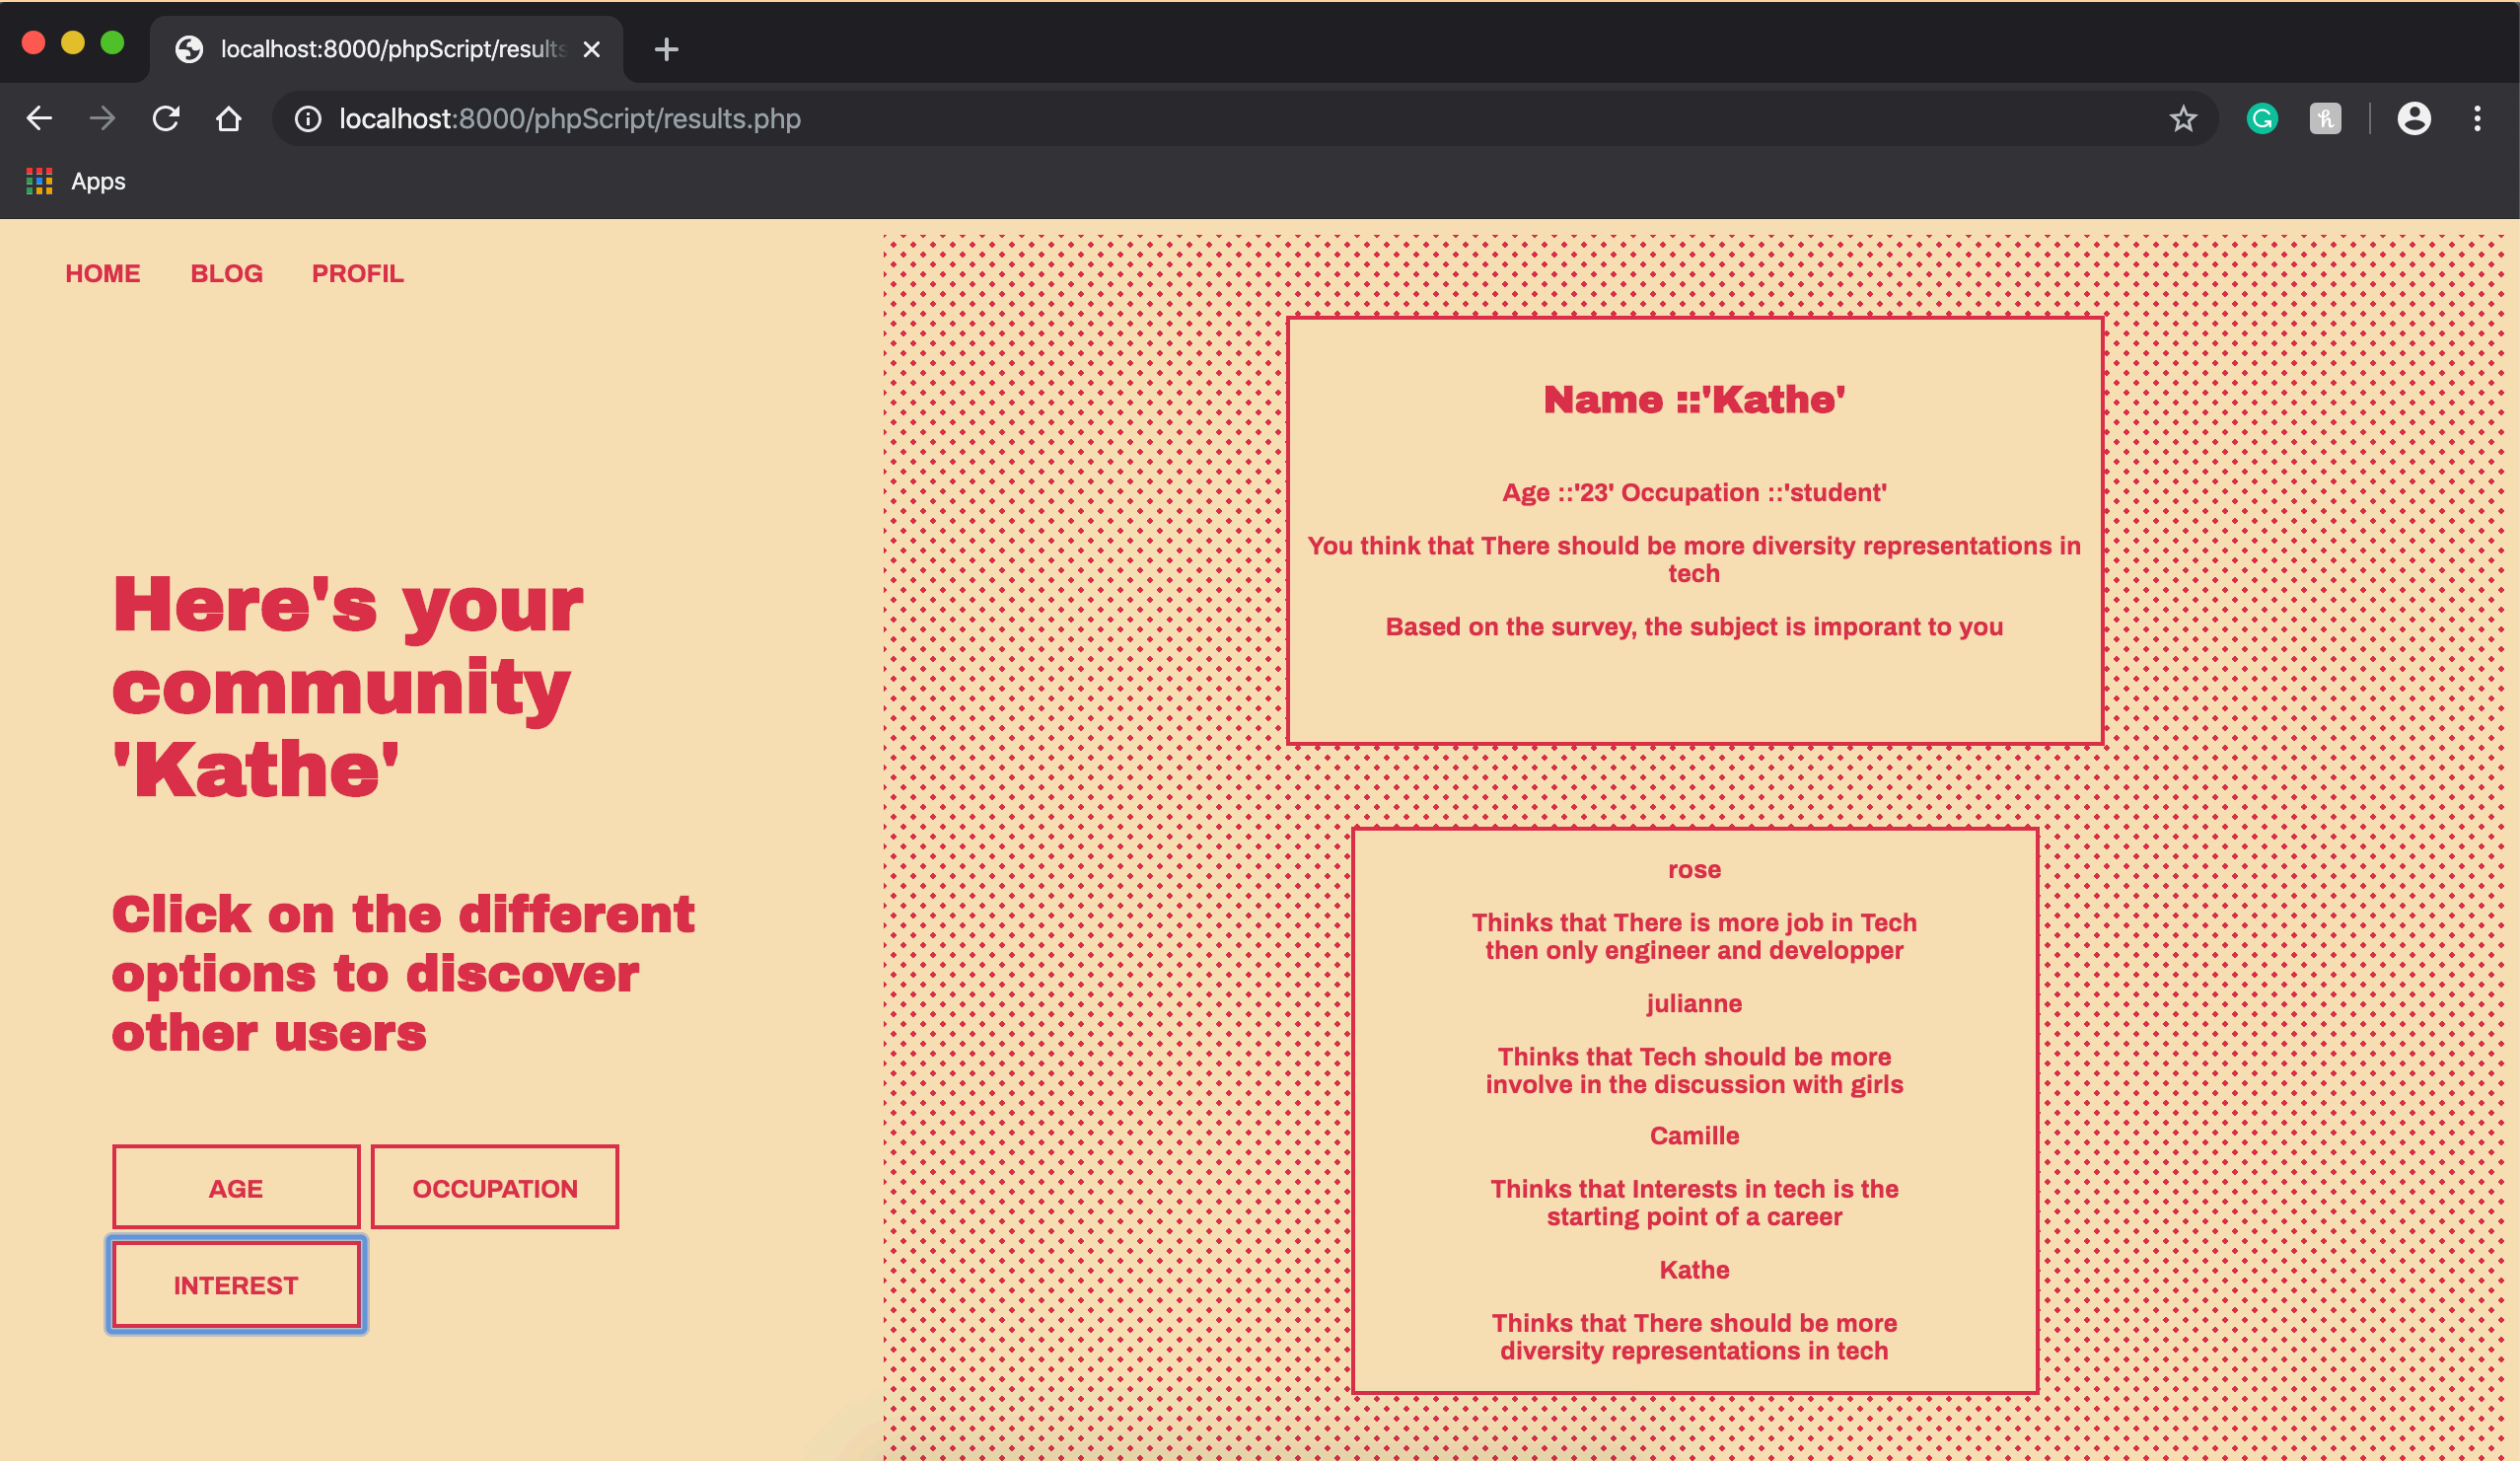 localhost:8000/phpScript/results
localhost:8000/phpScript/results.php
Apps
HOME BLOG PROFIL
Here's your
community
'Kathe'
Click on the different
options to discover
other users
AGE
OCCUPATION
INTEREST
Name ::'Kathe'
Age ::'23' Occupation ::'student'
You think that There should be more diversity representations in
tech
Based on the survey, the subject is imporant to you
rose
Thinks that There is more job in Tech
then only engineer and developper
julianne
Thinks that Tech should be more
involve in the discussion with girls
Camille
Thinks that Interests in tech is the
starting point of a career
Kathe
Thinks that There should be more
diversity representations in tech